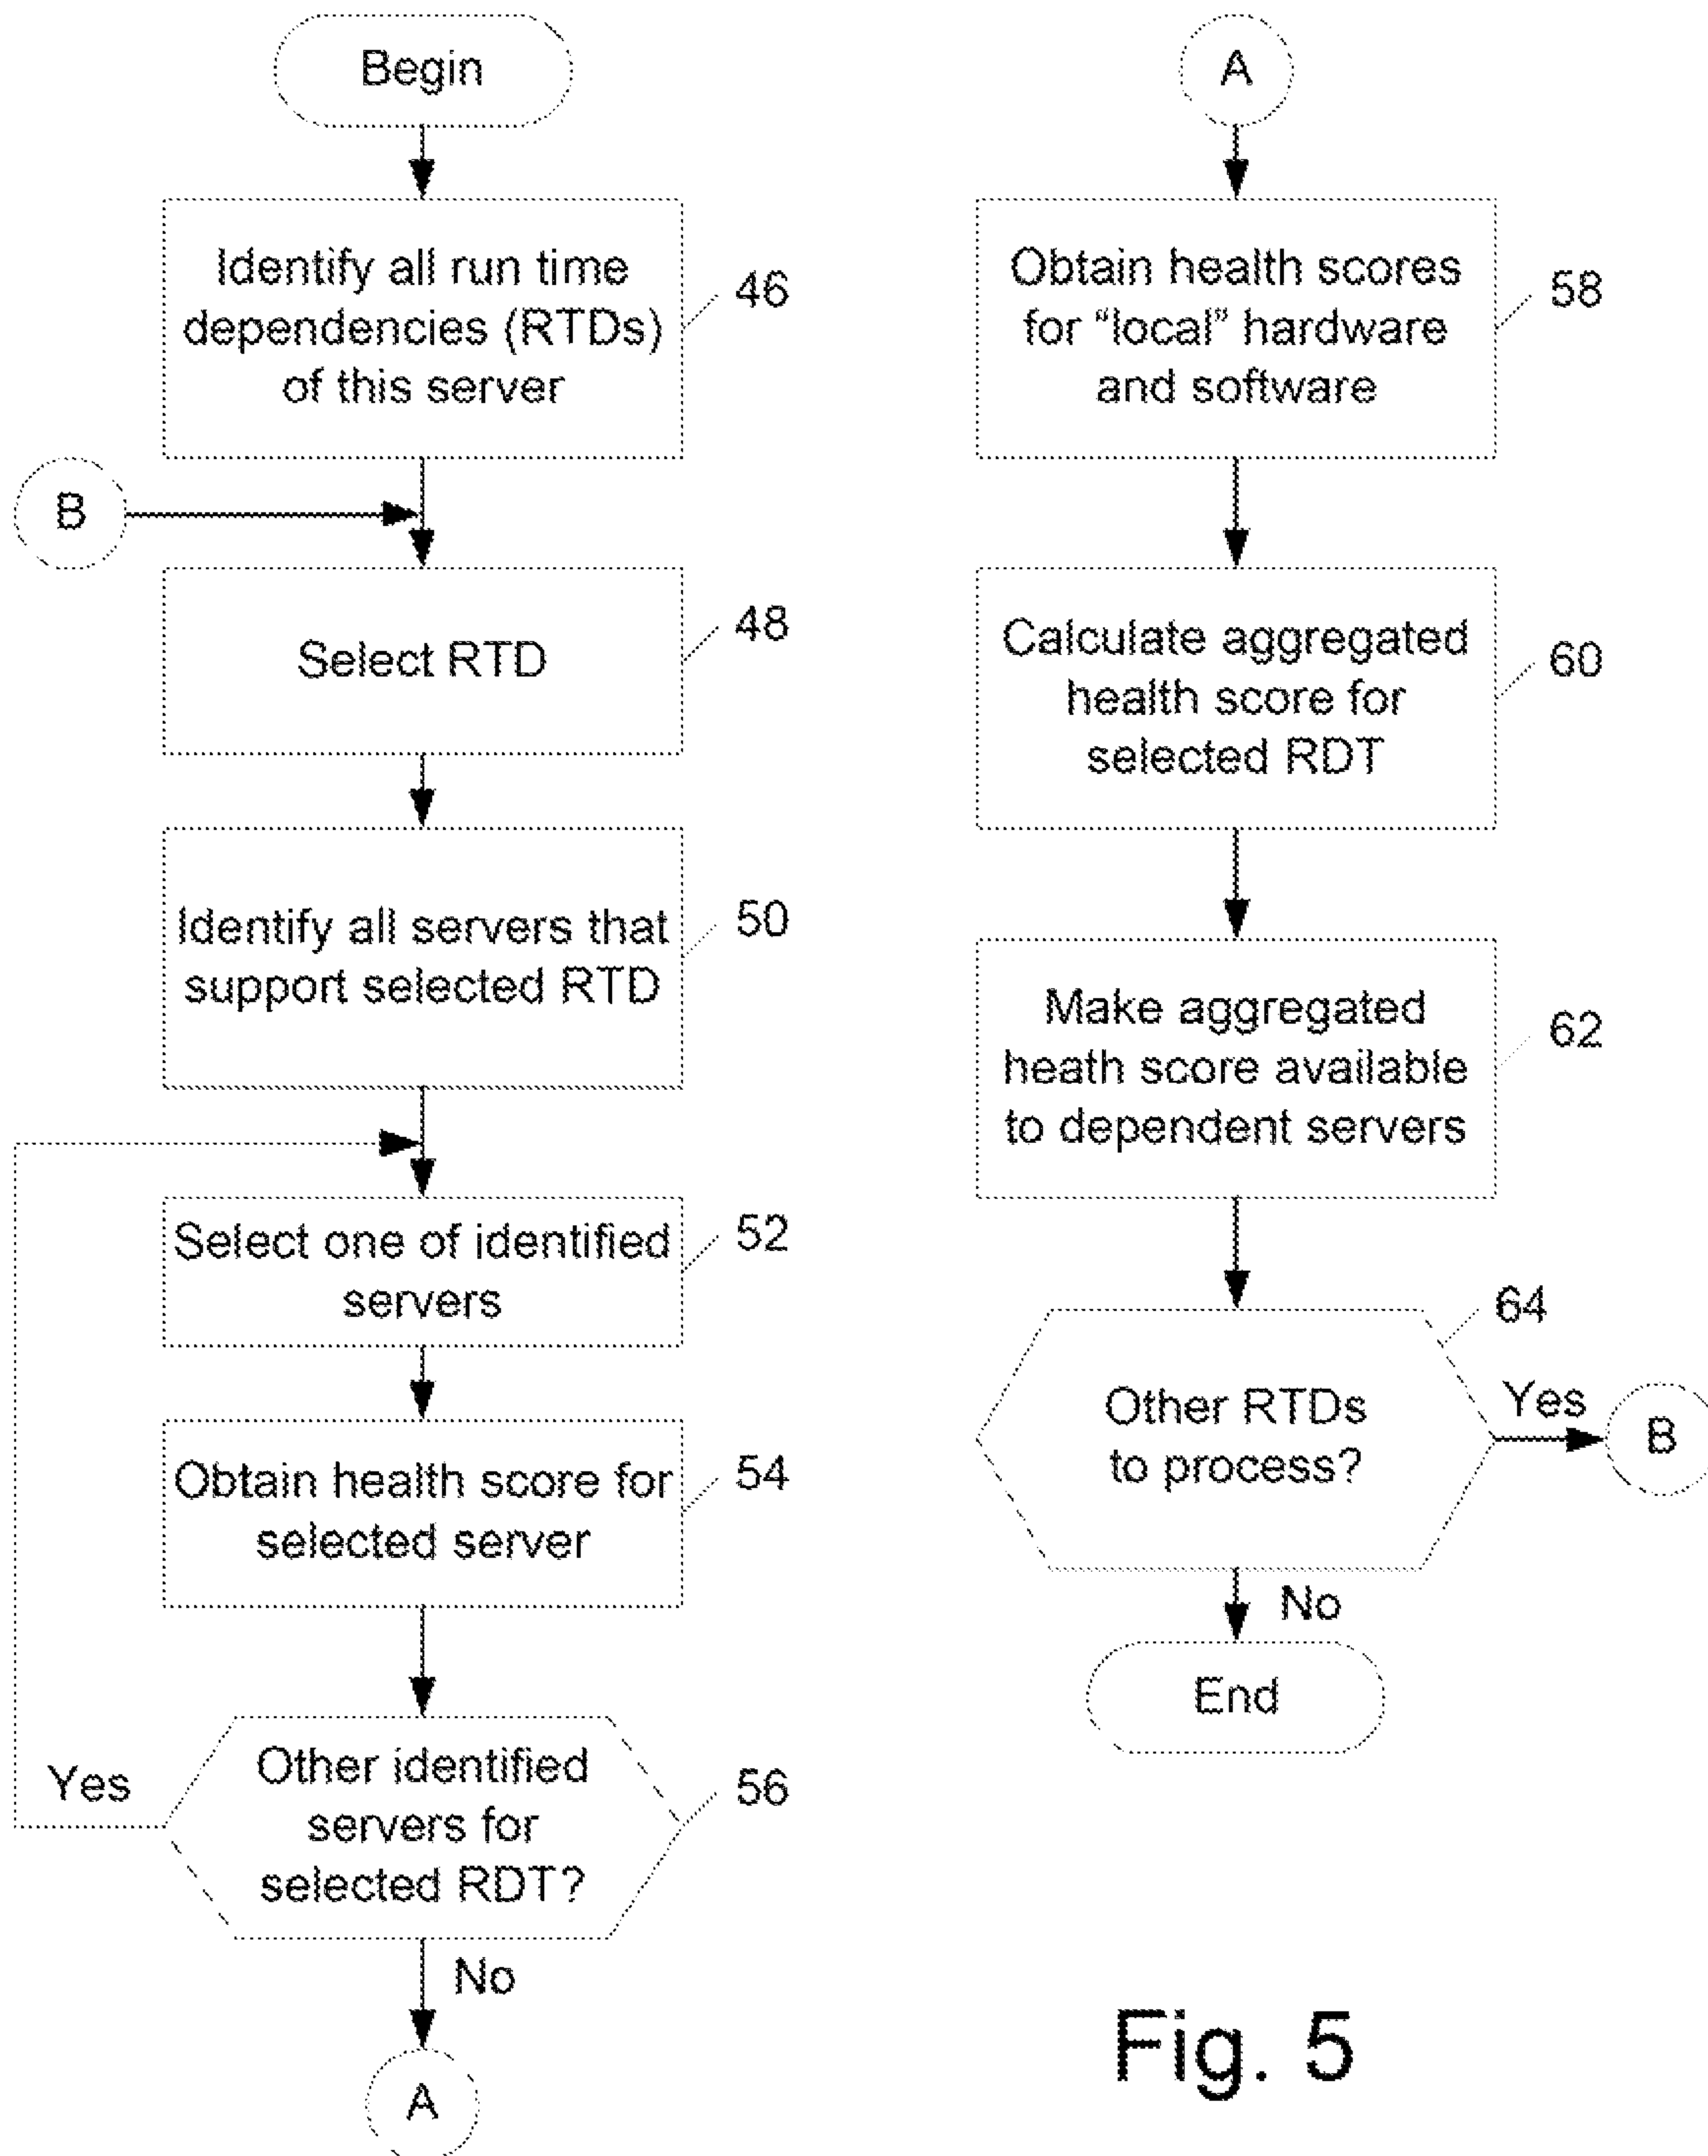 Begin
Identify all run time
dependencies (RTDs)
of this server
46
B
Select RTD
48
Identify all servers that
support selected RTD
50
Select one of identified
servers
52
Obtain health score for
selected server
54
Other identified
servers for
selected RDT?
56
Yes
No
A
A
Obtain health scores
for "local" hardware
and software
58
Calculate aggregated
health score for
selected RDT
60
Make aggregated
heath score available
to dependent servers
62
Other RTDs
to process?
64
Yes
B
No
End
Fig. 5